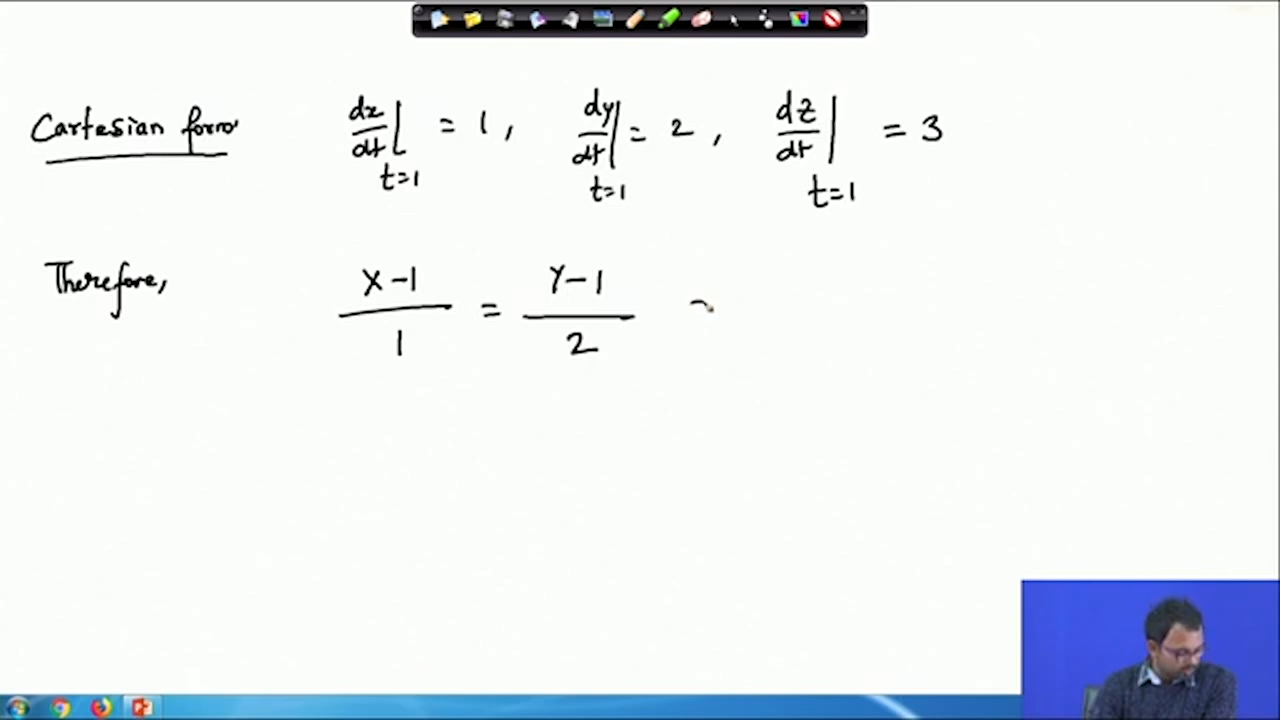 Cartesian form dx/dt|t=1 = 1, dy/dt|t=1 = 2, dz/dt|t=1 = 3
Therefore, X-1/1 = Y-1/2